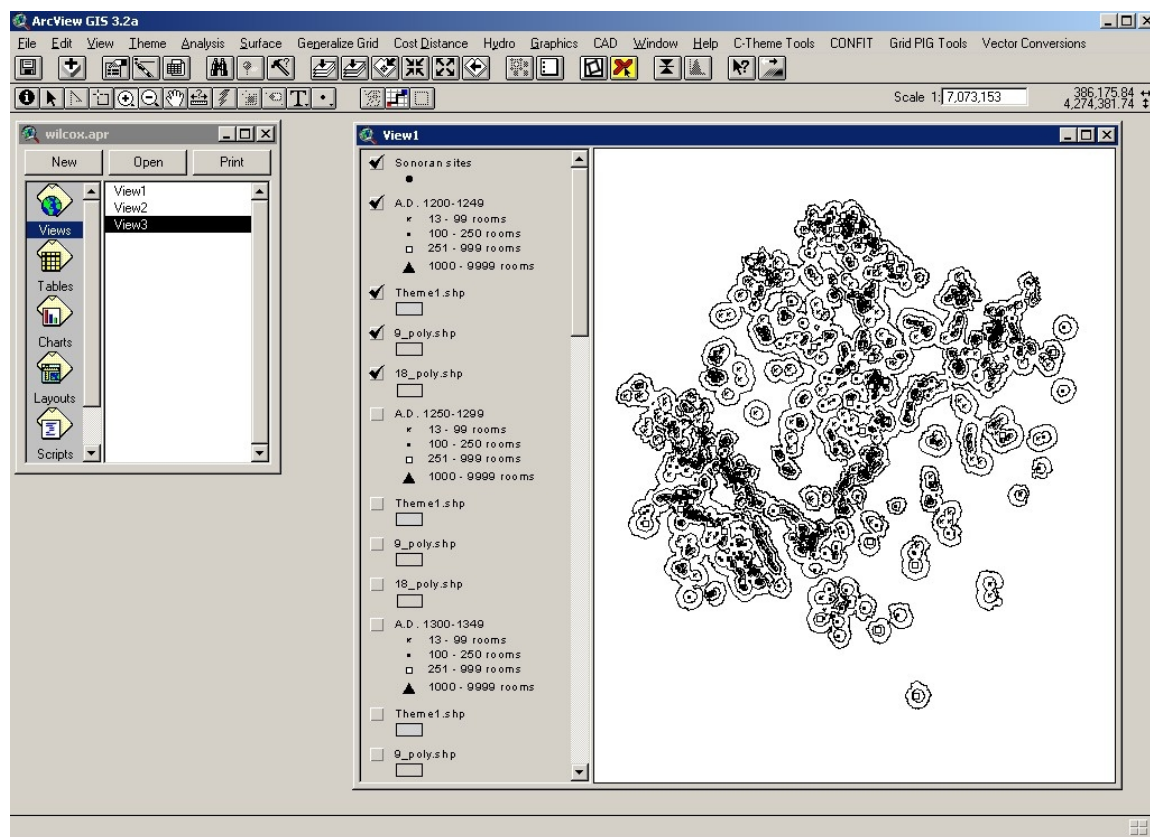 ArcView GIS 3.2a
File Edit View Theme Analysis Surface Generalize Grid Cost Distance Hydro Graphics CAD Window Help C-Theme Tools CONFIT Grid PIG Tools Vector Conversions
Scale 1: 7,073,153
386,175.84
4,274,381.74
wilcox.apr
New Open Print
Views
Tables
Charts
Layouts
Scripts
View1
View2
View3
View1
Sonoran sites
A.D. 1200-1249
13 - 99 rooms
100 - 250 rooms
251 - 999 rooms
1000 - 9999 rooms
Theme1.shp
9_poly.shp
18_poly.shp
A.D. 1250-1299
13 - 99 rooms
100 - 250 rooms
251 - 999 rooms
1000 - 9999 rooms
Theme1.shp
9_poly.shp
18_poly.shp
A.D. 1300-1349
13 - 99 rooms
100 - 250 rooms
251 - 999 rooms
1000 - 9999 rooms
Theme1.shp
9_poly.shp